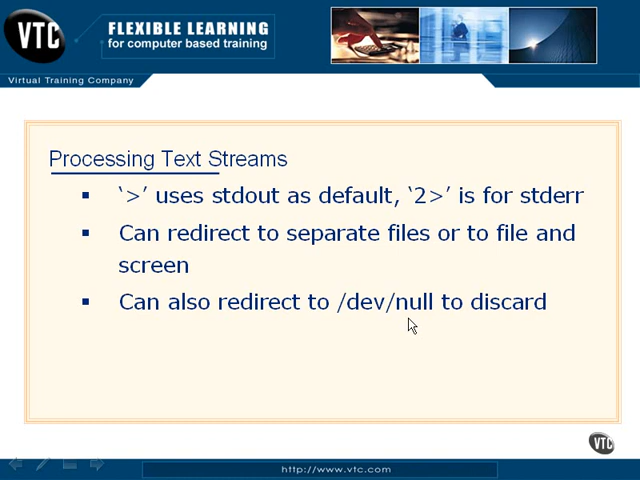 VTC
FLEXIBLE LEARNING
for computer based training
Virtual Training Company
Processing Text Streams
▪ ‘>’ uses stdout as default, ‘2>’ is for stderr
▪ Can redirect to separate files or to file and
screen
▪ Can also redirect to /dev/null to discard
VTC
http://www.vtc.com